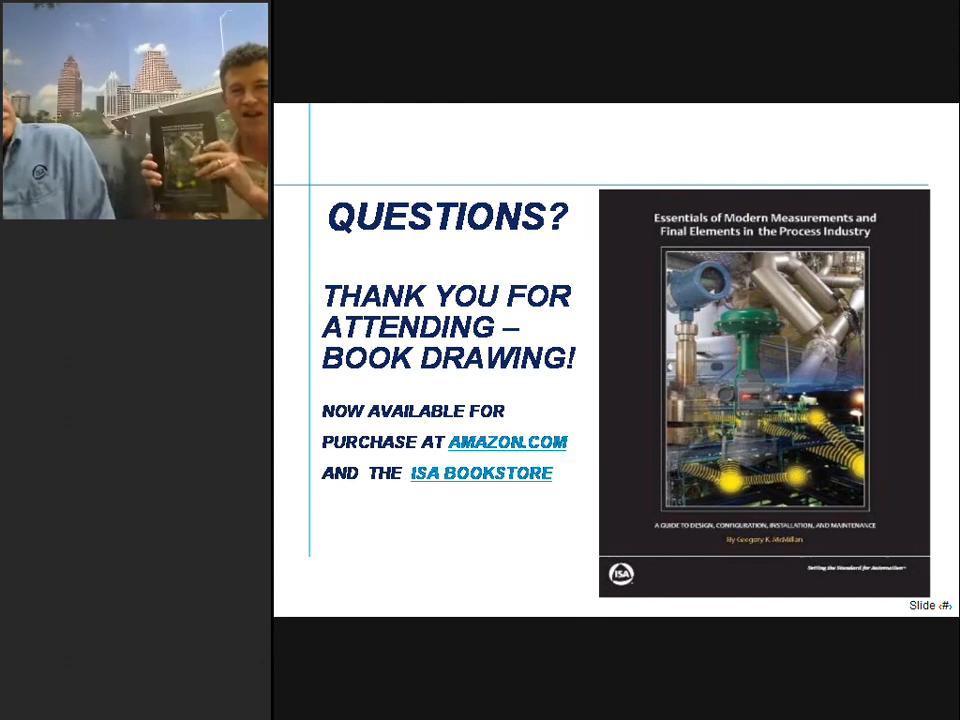 QUESTIONS?
THANK YOU FOR
ATTENDING –
BOOK DRAWING!
NOW AVAILABLE FOR
PURCHASE AT AMAZON.COM
AND THE ISA BOOKSTORE
Essentials of Modern Measurements and
Final Elements in the Process Industry
A GUIDE TO DESIGN, CONFIGURATION, INSTALLATION, AND MAINTENANCE
By Gregory K. McMillan
ISA
Setting the Standard for Automation™
Slide ‹#›
ISA